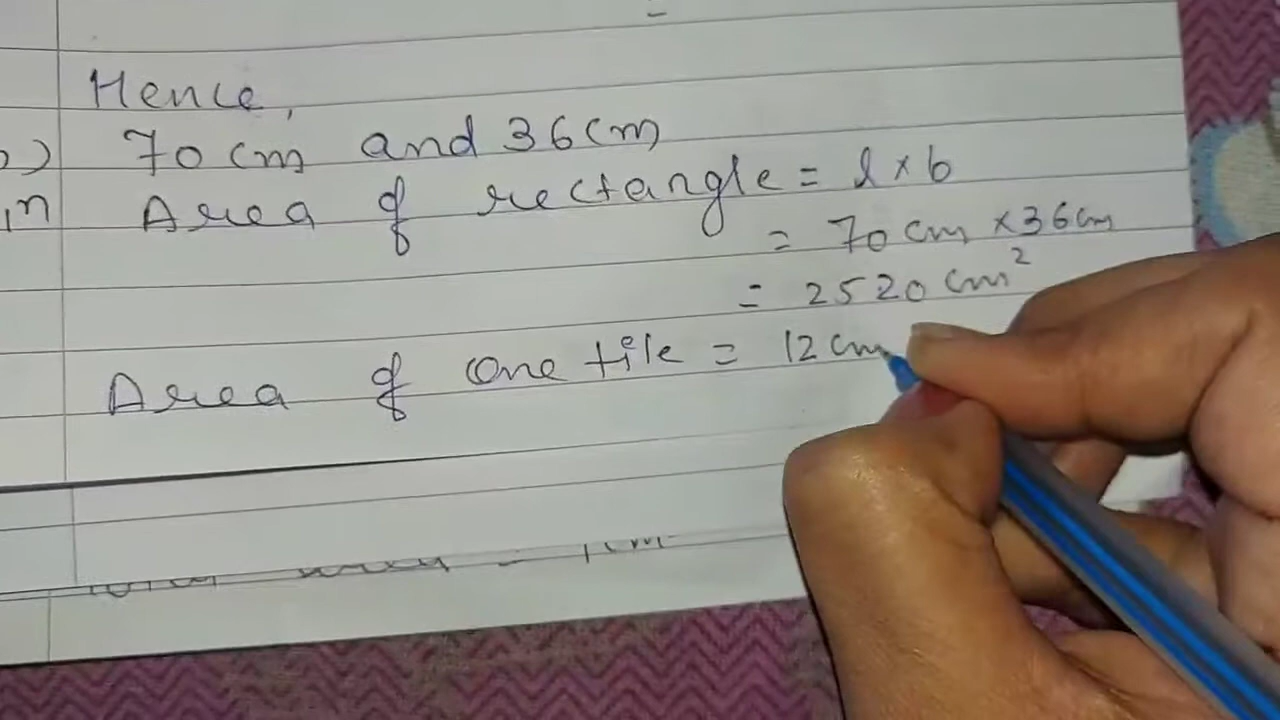 Hence,
) 70 cm and 36 cm
in Area of rectangle = l × b
= 70 cm × 36 cm
= 2520 cm²
Area of one tile = 12 cm